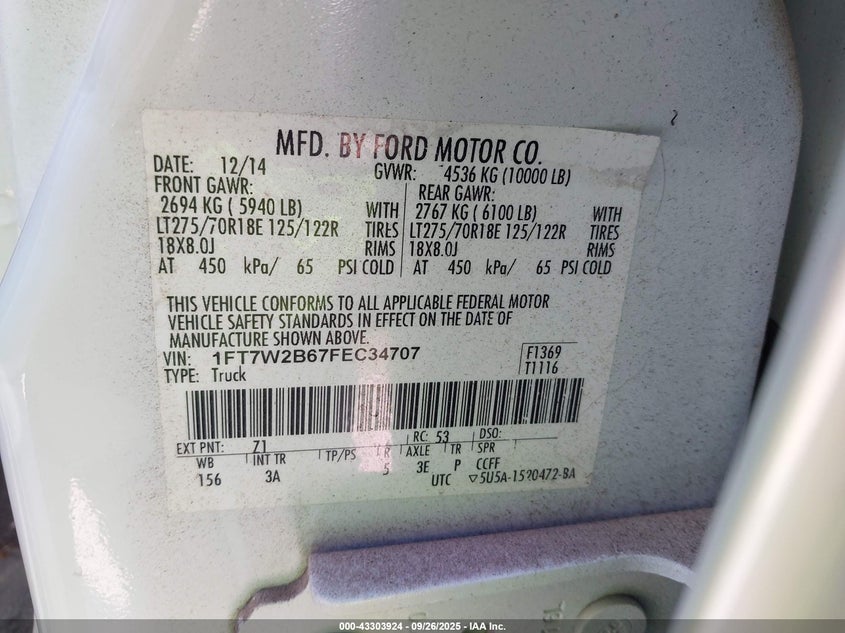 MFD. BY FORD MOTOR CO.
DATE: 12/14 GVWR: 4536 KG (10000 LB)
FRONT GAWR: REAR GAWR:
2694 KG ( 5940 LB) WITH 2767 KG ( 6100 LB) WITH
LT275/70R18E 125/122R TIRES LT275/70R18E 125/122R TIRES
18X8.0J RIMS 18X8.0J RIMS
AT 450 kPa/ 65 PSI COLD AT 450 kPa/ 65 PSI COLD
THIS VEHICLE CONFORMS TO ALL APPLICABLE FEDERAL MOTOR
VEHICLE SAFETY STANDARDS IN EFFECT ON THE DATE OF
MANUFACTURE SHOWN ABOVE.
VIN: 1FT7W2B67FEC34707 F1369
TYPE: Truck T1116
EXT PNT: Z1 RC: 53 DSO:
WB INT TR TP/PS R AXLE TR SPR
156 3A 5 3E P CCFF
UTC ▽5U5A-1520472-BA
000-43303924 - 09/26/2025 - IAA Inc.